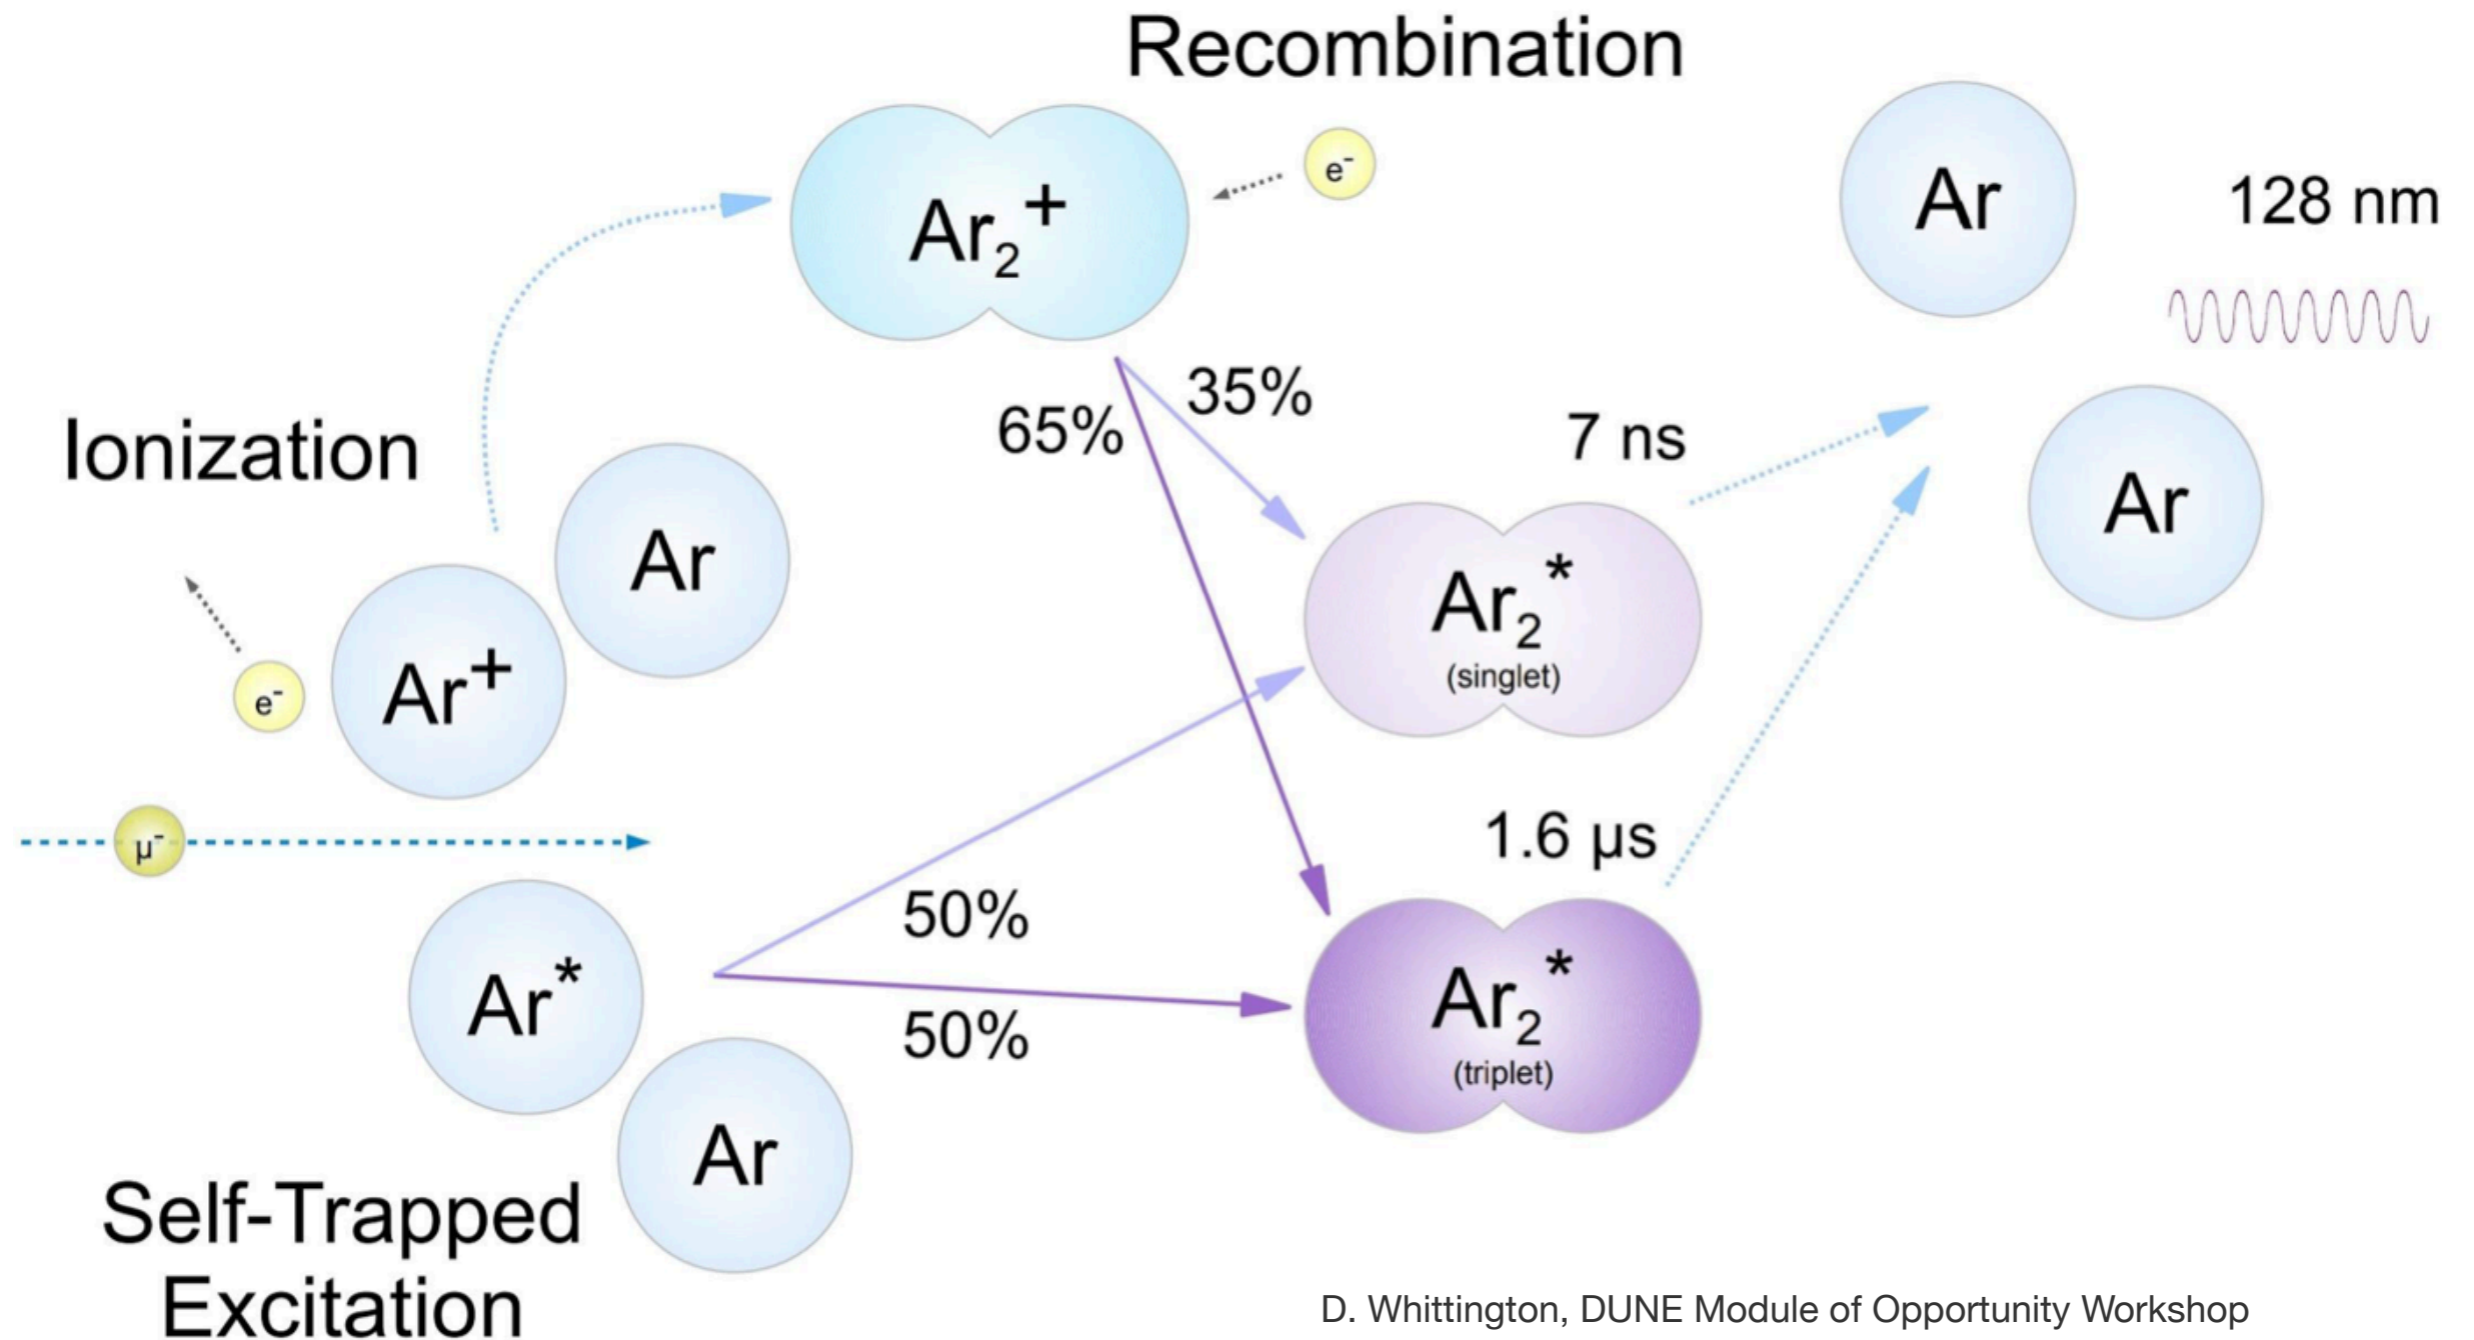 Recombination
Ar₂⁺
e⁻
Ar
128 nm
35%
65%
Ionization
7 ns
Ar
Ar
Ar⁺
e⁻
Ar₂*
(singlet)
μ⁻
1.6 μs
50%
Ar*
50%
Ar₂*
(triplet)
Ar
Self-Trapped
Excitation
D. Whittington, DUNE Module of Opportunity Workshop